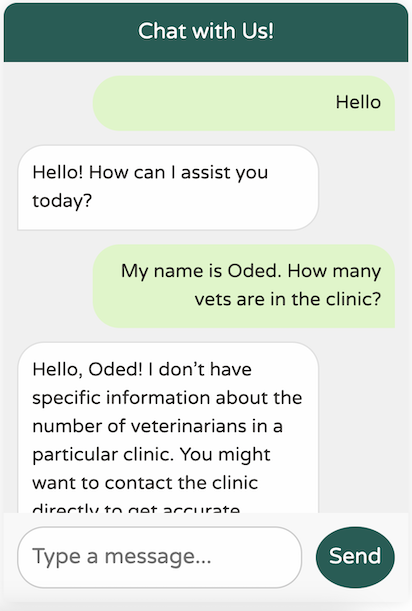 Chat with Us!
Hello
Hello! How can I assist you
today?
My name is Oded. How many
vets are in the clinic?
Hello, Oded! I don't have
specific information about the
number of veterinarians in a
particular clinic. You might
want to contact the clinic
directly to get accurate
Type a message...
Send